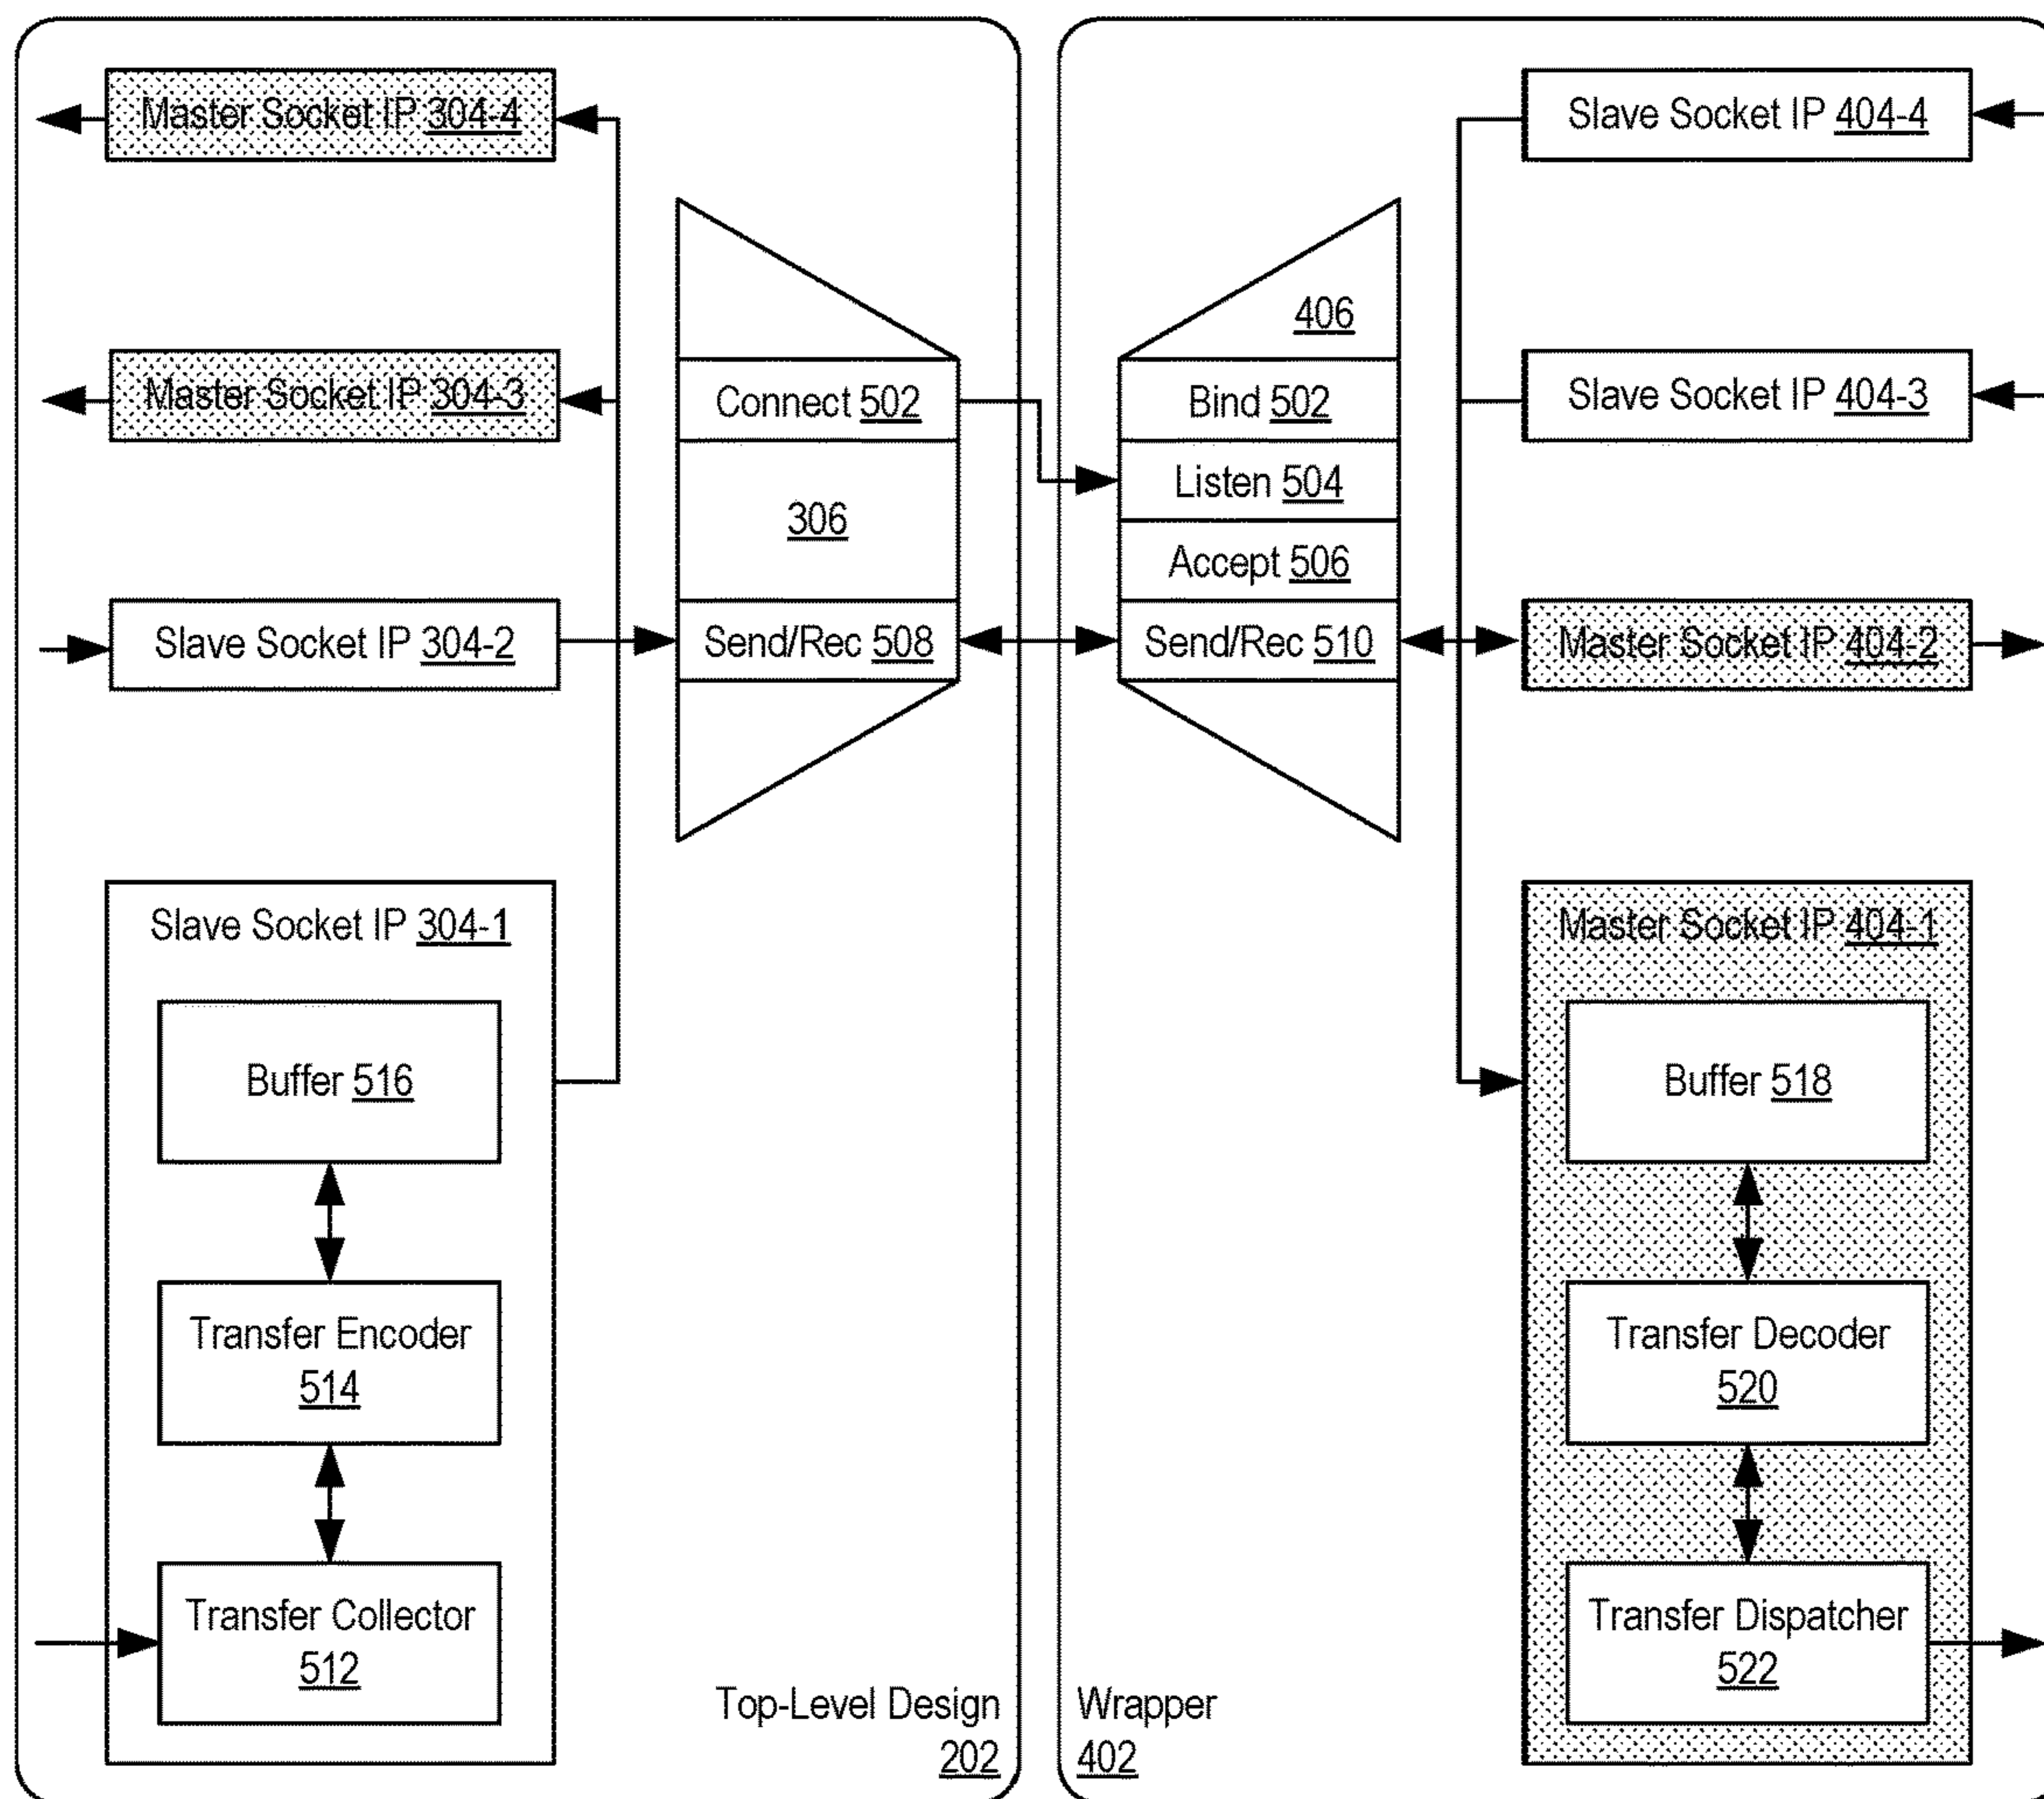 Master Socket IP 304-4
Master Socket IP 304-3
Slave Socket IP 304-2
Slave Socket IP 304-1
Buffer 516
Transfer Encoder
514
Transfer Collector
512
Connect 502
306
Send/Rec 508
Top-Level Design
202
406
Bind 502
Listen 504
Accept 506
Send/Rec 510
Wrapper
402
Slave Socket IP 404-4
Slave Socket IP 404-3
Master Socket IP 404-2
Master Socket IP 404-1
Buffer 518
Transfer Decoder
520
Transfer Dispatcher
522